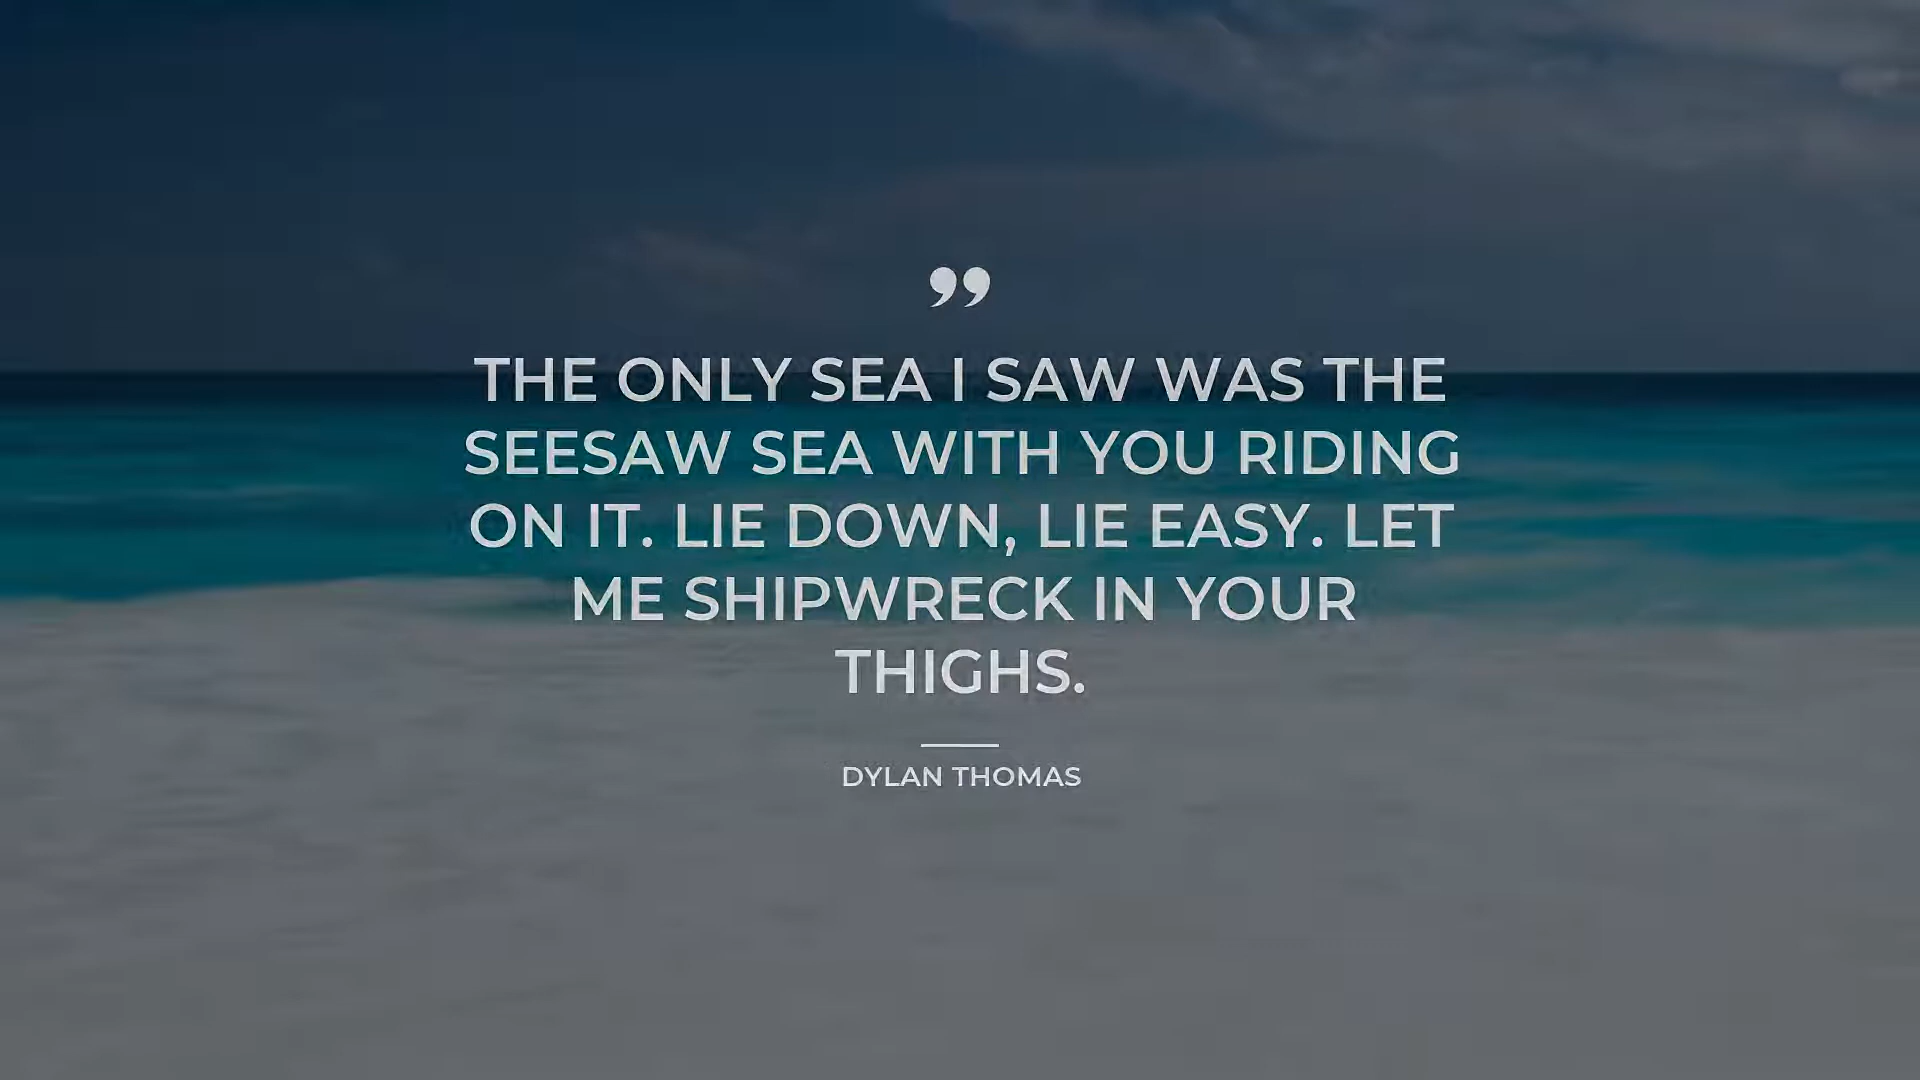 ”
THE ONLY SEA I SAW WAS THE
SEESAW SEA WITH YOU RIDING
ON IT. LIE DOWN, LIE EASY. LET
ME SHIPWRECK IN YOUR
THIGHS.
DYLAN THOMAS